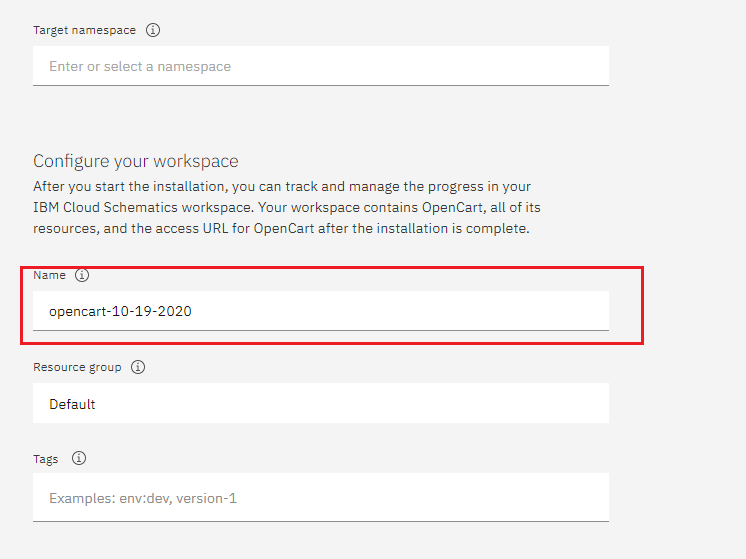 Target namespace
Enter or select a namespace
Configure your workspace
After you start the installation, you can track and manage the progress in your
IBM Cloud Schematics workspace. Your workspace contains OpenCart, all of its
resources, and the access URL for OpenCart after the installation is complete.
Name
opencart-10-19-2020
Resource group
Default
Tags
Examples: env:dev, version-1